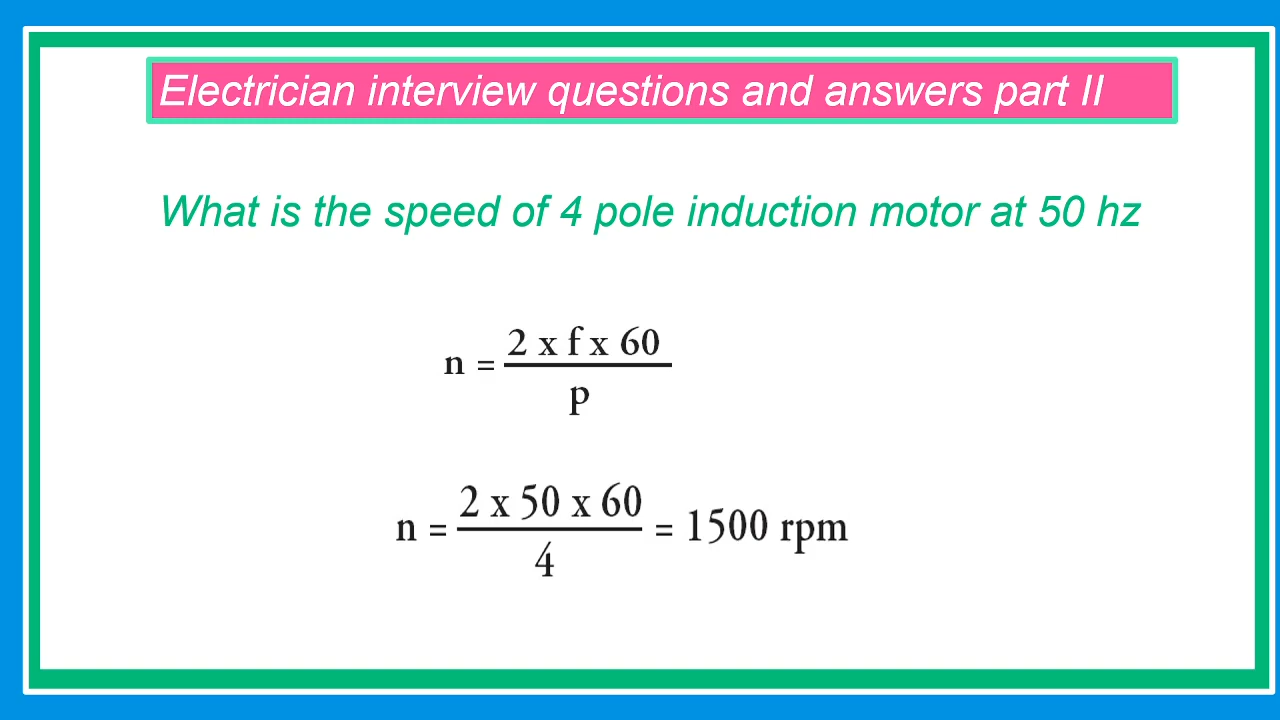 Electrician interview questions and answers part II
What is the speed of 4 pole induction motor at 50 hz
n = 2 x f x 60 / p
n = 2 x 50 x 60 / 4 = 1500 rpm